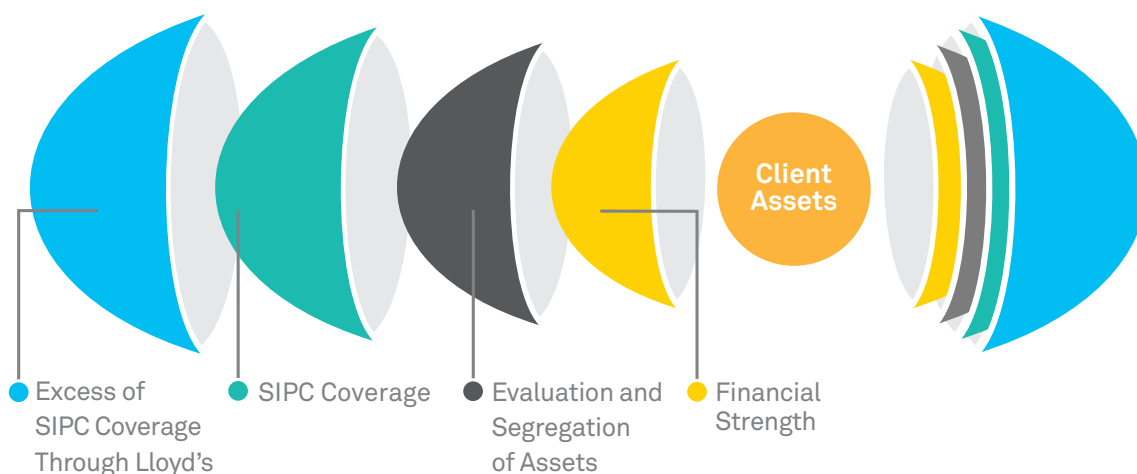 Client
Assets
Excess of
SIPC Coverage
Through Lloyd's
SIPC Coverage
Evaluation and
Segregation
of Assets
Financial
Strength